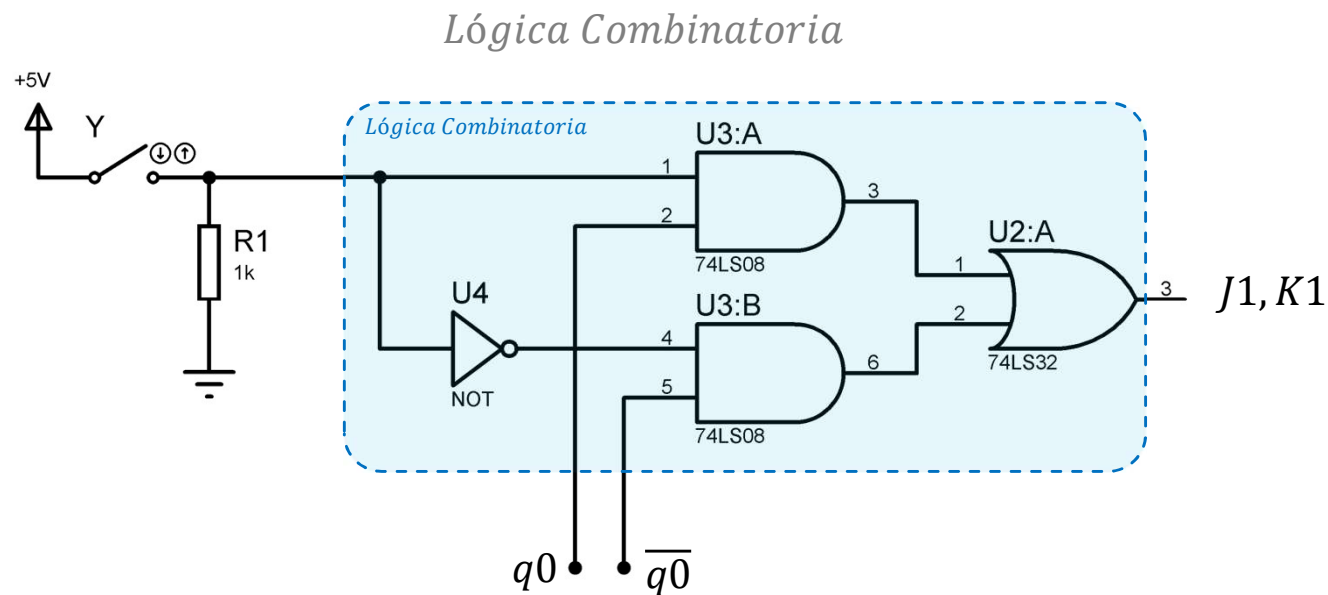 Lógica Combinatoria
+5V
Y
Lógica Combinatoria
U3:A
1
2
3
74LS08
R1
1k
U4
NOT
U3:B
4
5
6
74LS08
U2:A
1
2
3
74LS32
J1, K1
q0
q̅0̅